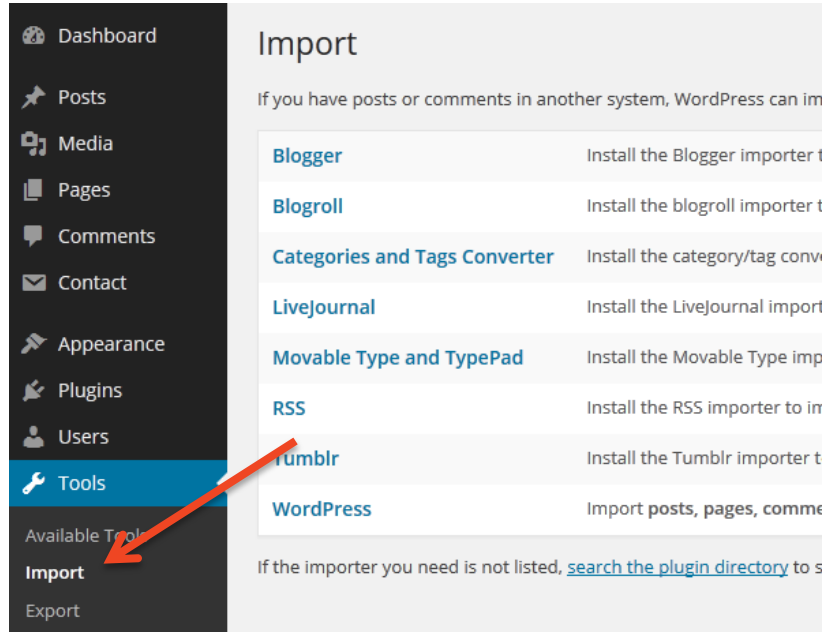 Dashboard
Posts
Media
Pages
Comments
Contact
Appearance
Plugins
Users
Tools
Available Tools
Import
Export
Import
If you have posts or comments in another system, WordPress can im
Blogger Install the Blogger importer t
Blogroll Install the blogroll importer t
Categories and Tags Converter Install the category/tag conve
LiveJournal Install the LiveJournal import
Movable Type and TypePad Install the Movable Type imp
RSS Install the RSS importer to im
Tumblr Install the Tumblr importer t
WordPress Import posts, pages, comme
If the importer you need is not listed, search the plugin directory to s